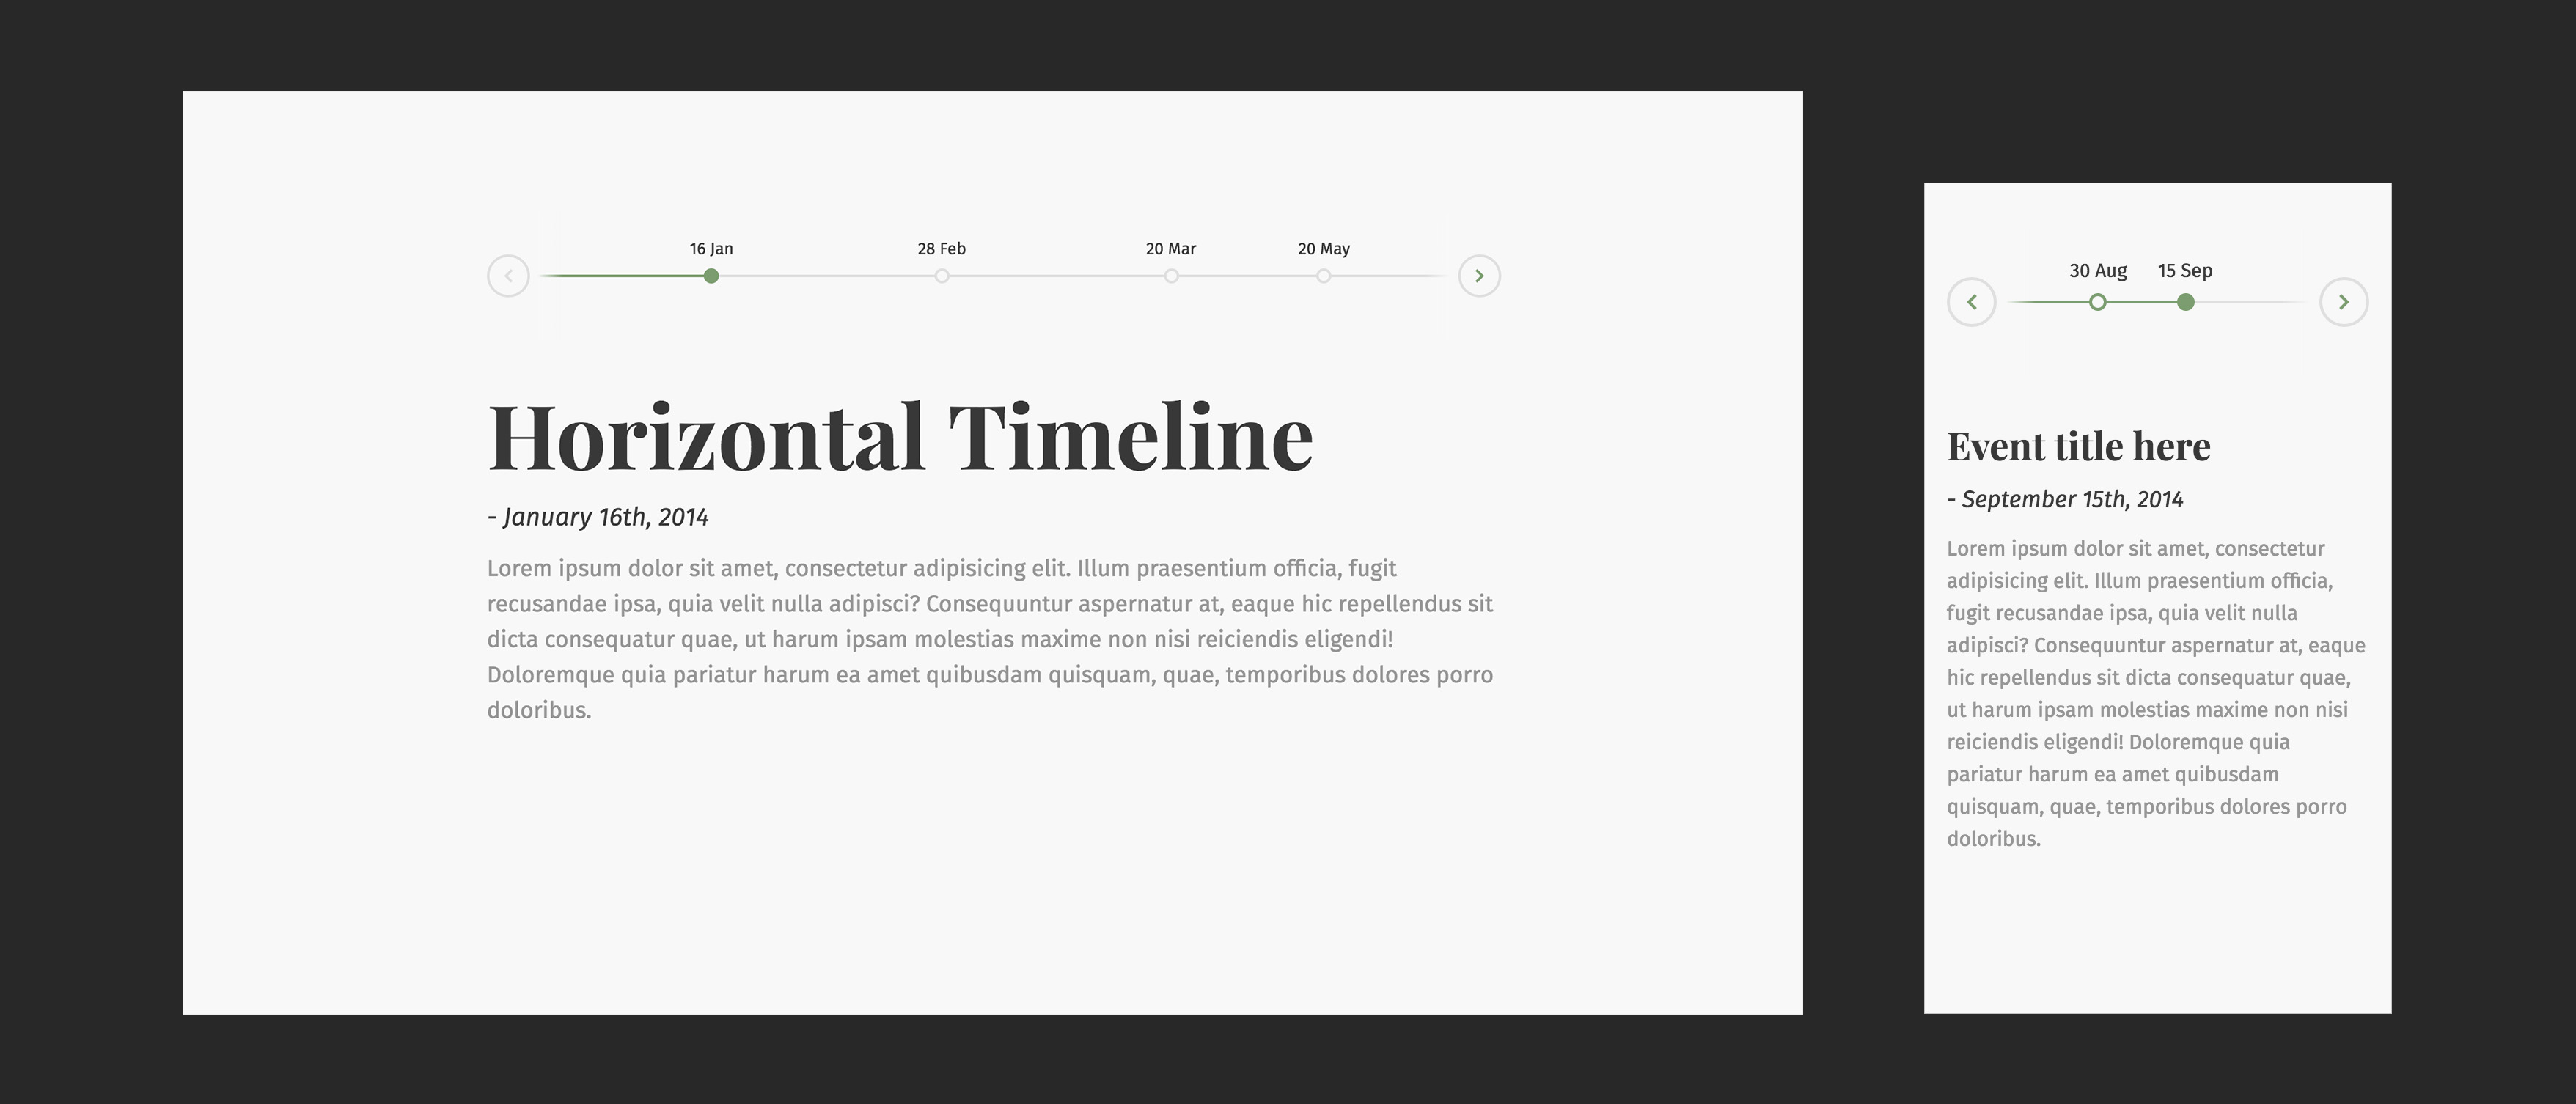 16 Jan
28 Feb
20 Mar
20 May
Horizontal Timeline
- January 16th, 2014
Lorem ipsum dolor sit amet, consectetur adipisicing elit. Illum praesentium officia, fugit
recusandae ipsa, quia velit nulla adipisci? Consequuntur aspernatur at, eaque hic repellendus sit
dicta consequatur quae, ut harum ipsam molestias maxime non nisi reiciendis eligendi!
Doloremque quia pariatur harum ea amet quibusdam quisquam, quae, temporibus dolores porro
doloribus.
30 Aug
15 Sep
Event title here
- September 15th, 2014
Lorem ipsum dolor sit amet, consectetur
adipisicing elit. Illum praesentium officia,
fugit recusandae ipsa, quia velit nulla
adipisci? Consequuntur aspernatur at, eaque
hic repellendus sit dicta consequatur quae,
ut harum ipsam molestias maxime non nisi
reiciendis eligendi! Doloremque quia
pariatur harum ea amet quibusdam
quisquam, quae, temporibus dolores porro
doloribus.